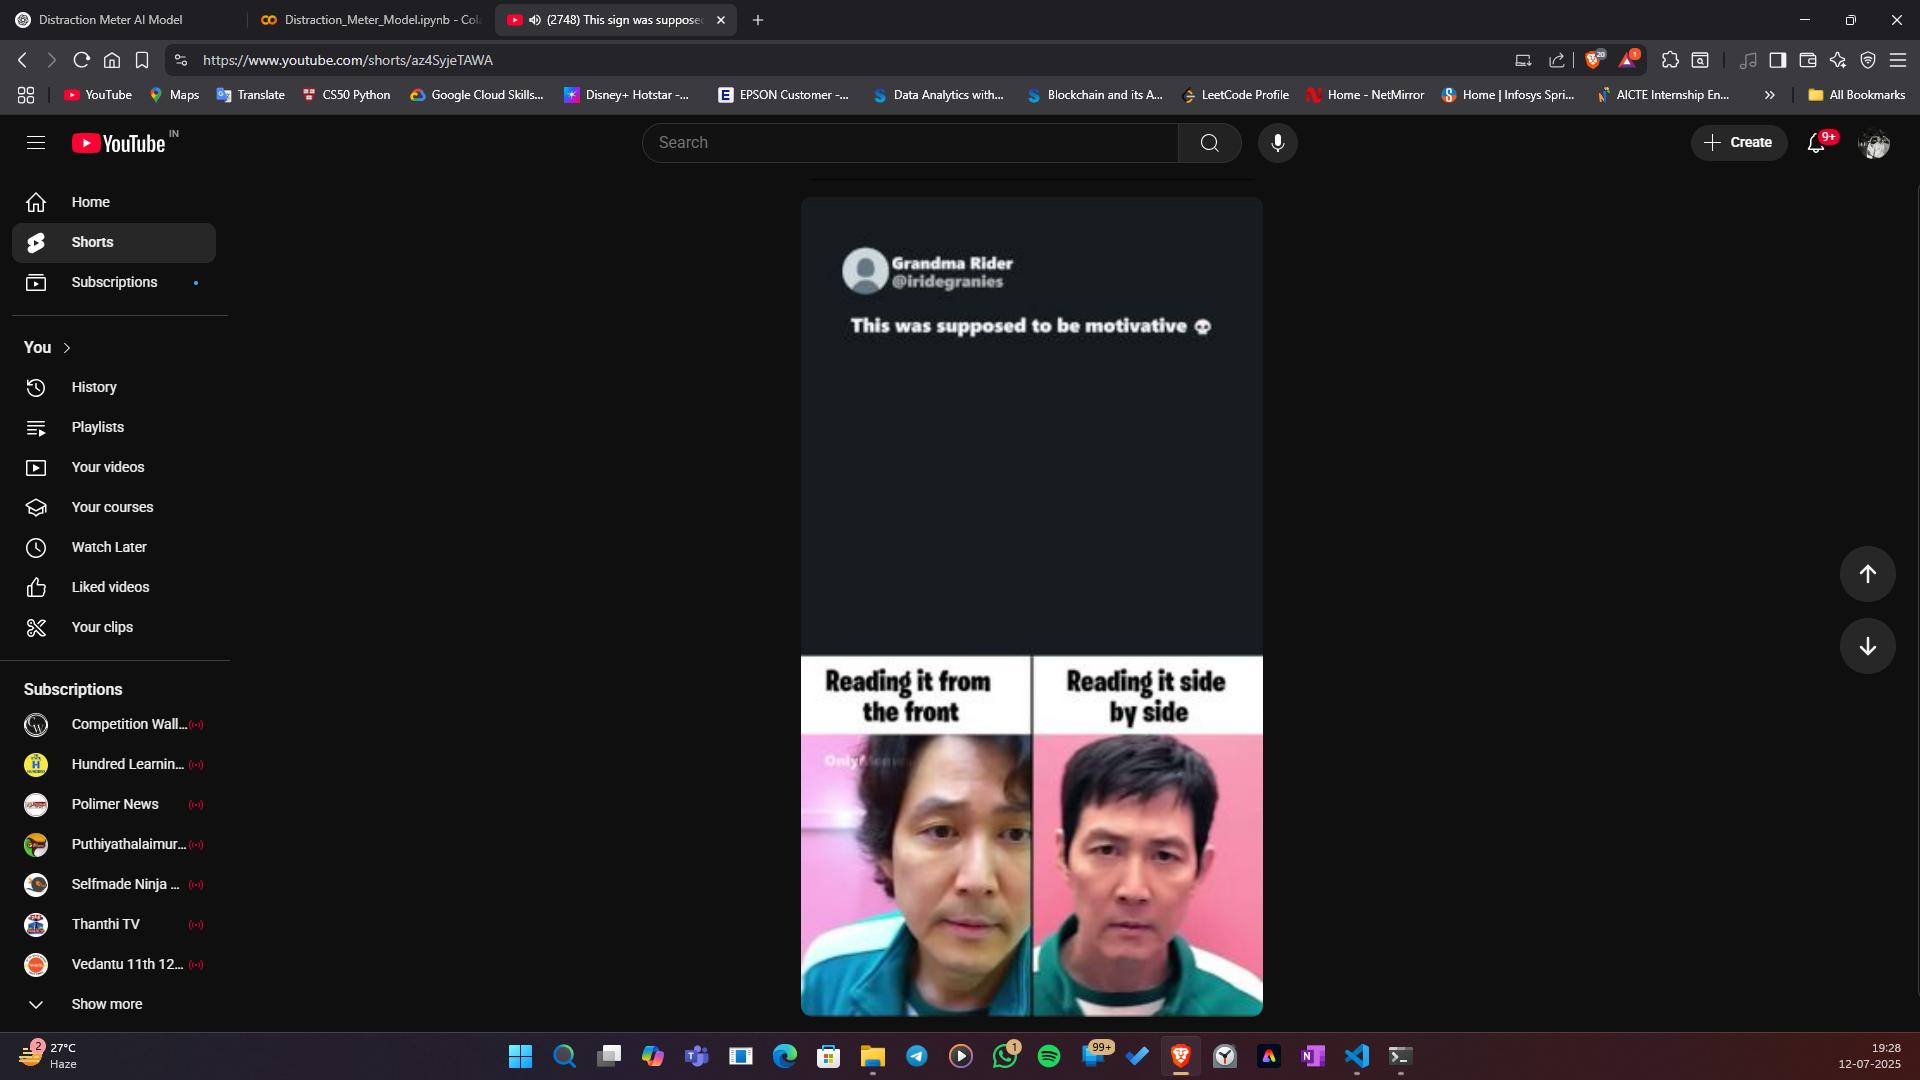 Distraction Meter AI Model
Distraction_Meter_Model.ipynb - Col
(2748) This sign was suppose
https://www.youtube.com/shorts/az4SyjeTAWA
20
1
YouTube
Maps
Translate
CS50 Python
Google Cloud Skills...
Disney+ Hotstar -...
EPSON Customer -...
Data Analytics with...
Blockchain and its A...
LeetCode Profile
Home - NetMirror
Home | Infosys Spri...
AICTE Internship En...
All Bookmarks
YouTube IN
Search
Create
9+
Home
Shorts
Subscriptions
You
History
Playlists
Your videos
Your courses
Watch Later
Liked videos
Your clips
Subscriptions
Competition Wall...
Hundred Learnin...
Polimer News
Puthiyathalaimur...
Selfmade Ninja ...
Thanthi TV
Vedantu 11th 12...
Show more
Grandma Rider
@iridegranies
This was supposed to be motivative 💀
Reading it from
the front
Reading it side
by side
2
27°C
Haze
1
99+
19:28
12-07-2025